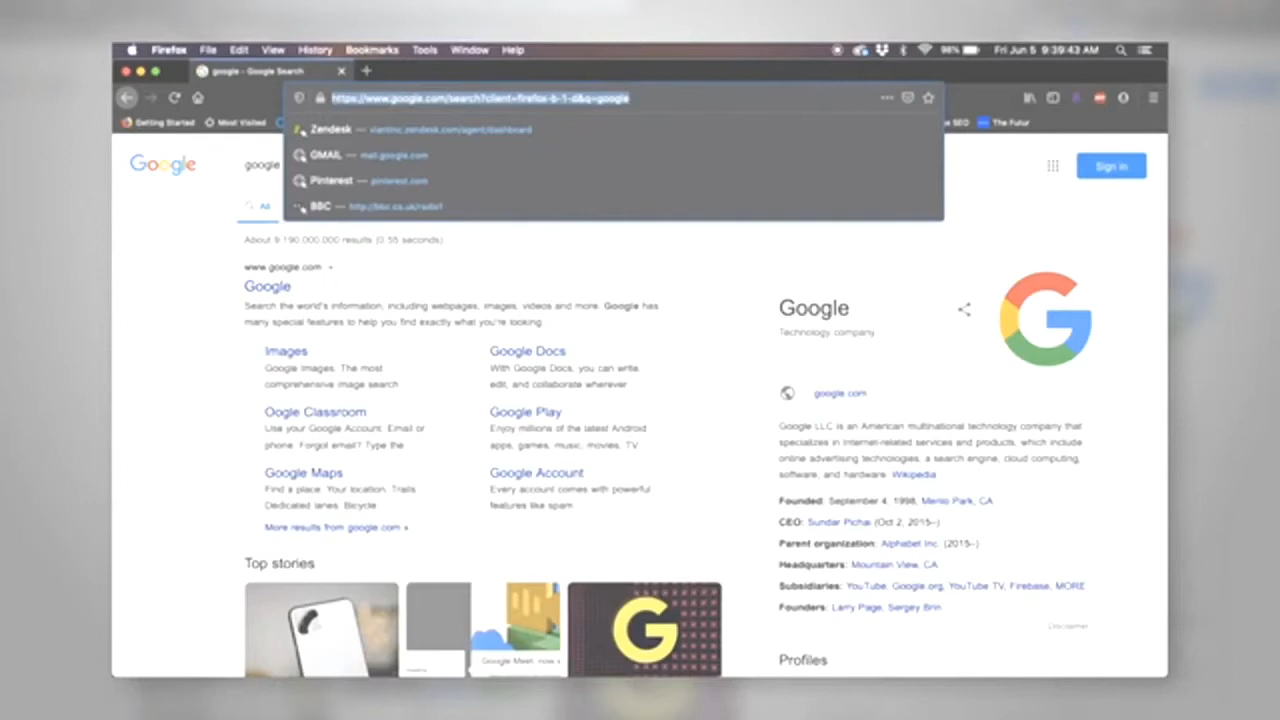 Firefox File Edit View History Bookmarks Tools Window Help 98% Fri Jun 5 9:39:43 AM
google - Google Search
https://www.google.com/search?client=firefox-b-1-d&q=google
Getting Started Most Visited SEO The Futur
Zendesk — viantinc.zendesk.com/agent/dashboard
GMAIL — mail.google.com
Pinterest — pinterest.com
BBC — http://bbc.co.uk/radio1
Google google Sign in
All
About 9 190.000.000 results (0.55 seconds)
www.google.com
Google
Search the world's information, including webpages, images, videos and more. Google has
many special features to help you find exactly what you're looking
Images
Google Images. The most
comprehensive image search
Google Docs
With Google Docs, you can write,
edit, and collaborate wherever
Oogle Classroom
Use your Google Account. Email or
phone. Forgot email? Type the
Google Play
Enjoy millions of the latest Android
apps, games, music, movies, TV
Google Maps
Find a place. Your location. Trails
Dedicated lanes. Bicycle
Google Account
Every account comes with powerful
features like spam
More results from google.com »
Top stories
Google Meet, now
Google
Technology company
google.com
Google LLC is an American multinational technology company that
specializes in Internet-related services and products, which include
online advertising technologies, a search engine, cloud computing,
software, and hardware. Wikipedia
Founded: September 4, 1998, Menlo Park, CA
CEO: Sundar Pichai (Oct 2, 2015–)
Parent organization: Alphabet Inc. (2015–)
Headquarters: Mountain View, CA
Subsidiaries: YouTube, Google.org, YouTube TV, Firebase, MORE
Founders: Larry Page, Sergey Brin
Disclaimer
Profiles